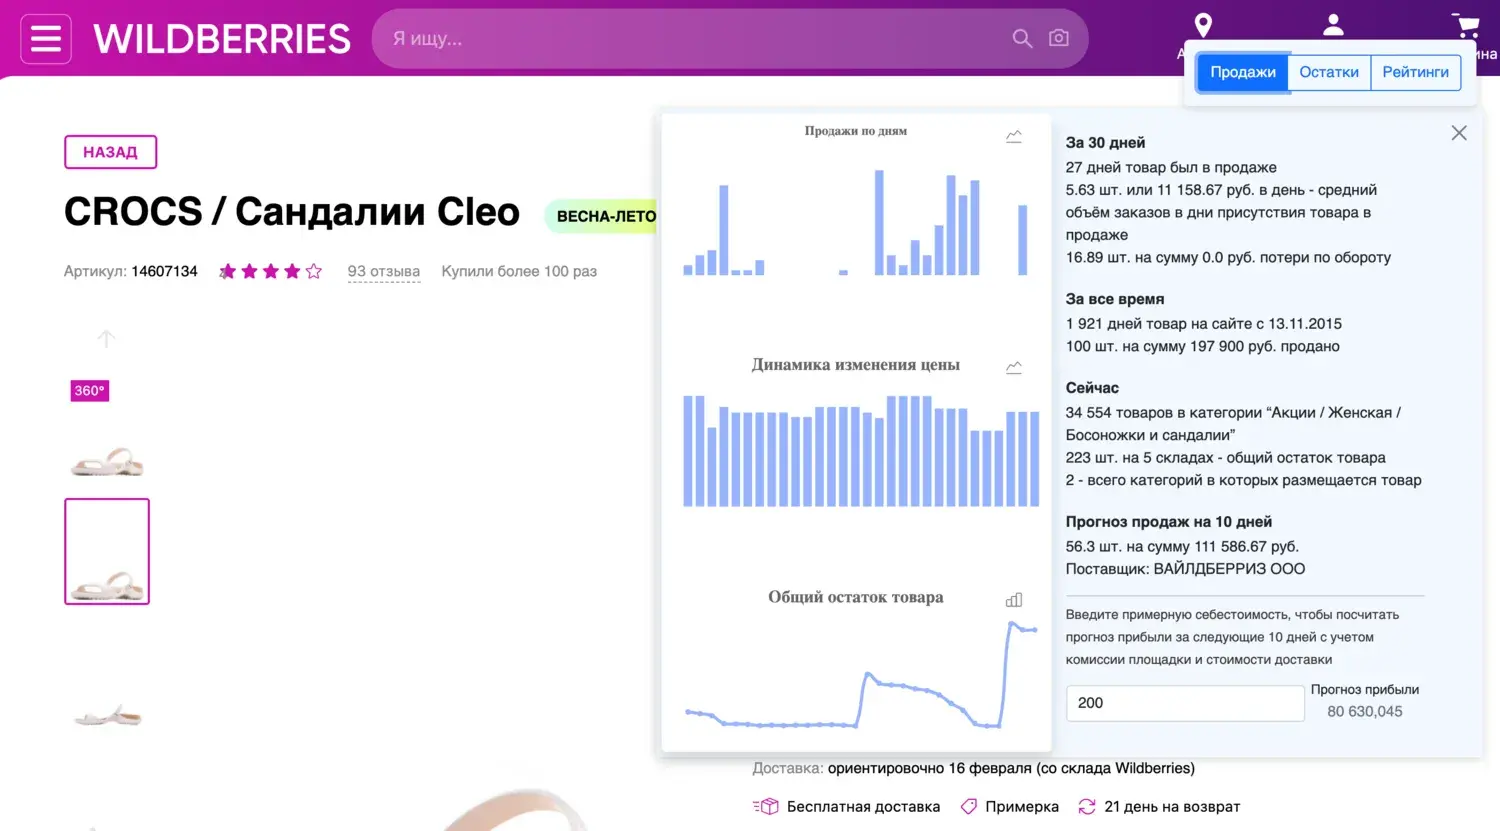 WILDBERRIES
Я ищу...
Продажи
Остатки
Рейтинги
НАЗАД
CROCS / Сандалии Cleo
ВЕСНА-ЛЕТО
Артикул: 14607134
93 отзыва
Купили более 100 раз
360°
Продажи по дням
Динамика изменения цены
Общий остаток товара
За 30 дней
27 дней товар был в продаже
5.63 шт. или 11 158.67 руб. в день - средний
объём заказов в дни присутствия товара в
продаже
16.89 шт. на сумму 0.0 руб. потери по обороту
За все время
1 921 дней товар на сайте с 13.11.2015
100 шт. на сумму 197 900 руб. продано
Сейчас
34 554 товаров в категории “Акции / Женская /
Босоножки и сандалии”
223 шт. на 5 складах - общий остаток товара
2 - всего категорий в которых размещается товар
Прогноз продаж на 10 дней
56.3 шт. на сумму 111 586.67 руб.
Поставщик: ВАЙЛДБЕРРИЗ ООО
Введите примерную себестоимость, чтобы посчитать
прогноз прибыли за следующие 10 дней с учетом
комиссии площадки и стоимости доставки
200
Прогноз прибыли
80 630,045
Доставка: ориентировочно 16 февраля (со склада Wildberries)
Бесплатная доставка
Примерка
21 день на возврат